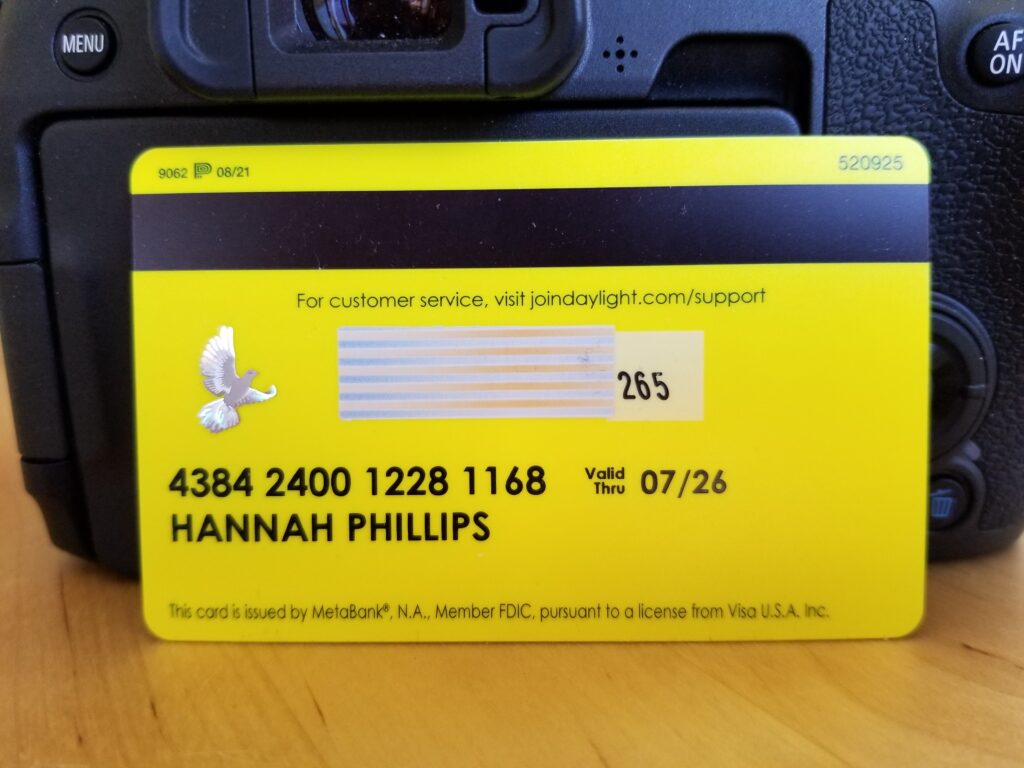 MENU
AF
ON
9062 08/21
520925
For customer service, visit joindaylight.com/support
265
4384 2400 1228 1168 Valid Thru 07/26
HANNAH PHILLIPS
This card is issued by MetaBank®, N.A., Member FDIC, pursuant to a license from Visa U.S.A. Inc.